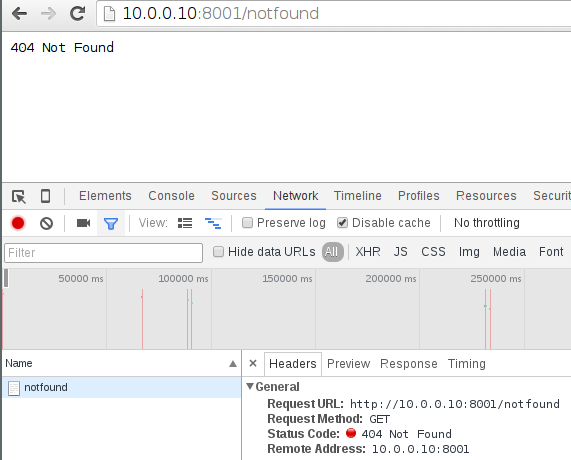 10.0.0.10:8001/notfound
404 Not Found
Elements Console Sources Network Timeline Profiles Resources Securit
View: Preserve log Disable cache No throttling
Filter Hide data URLs All XHR JS CSS Img Media Font
50000 ms 100000 ms 150000 ms 200000 ms 250000 ms
Name Headers Preview Response Timing
notfound General
Request URL: http://10.0.0.10:8001/notfound
Request Method: GET
Status Code: 404 Not Found
Remote Address: 10.0.0.10:8001